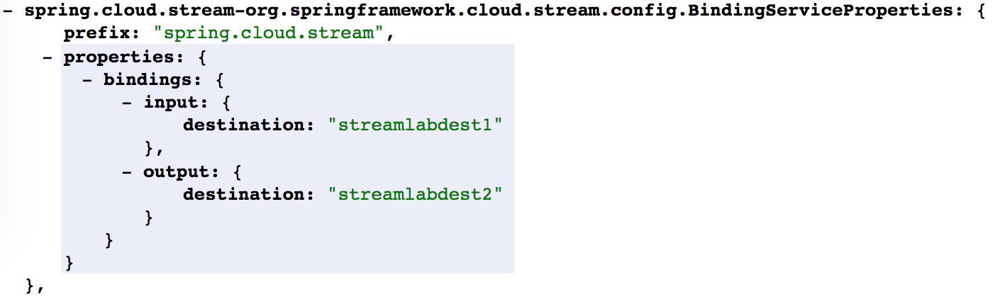 - spring.cloud.stream-org.springframework.cloud.stream.config.BindingServiceProperties: {
prefix: "spring.cloud.stream",
- properties: {
- bindings: {
- input: {
destination: "streamlabdest1"
},
- output: {
destination: "streamlabdest2"
}
}
}
},